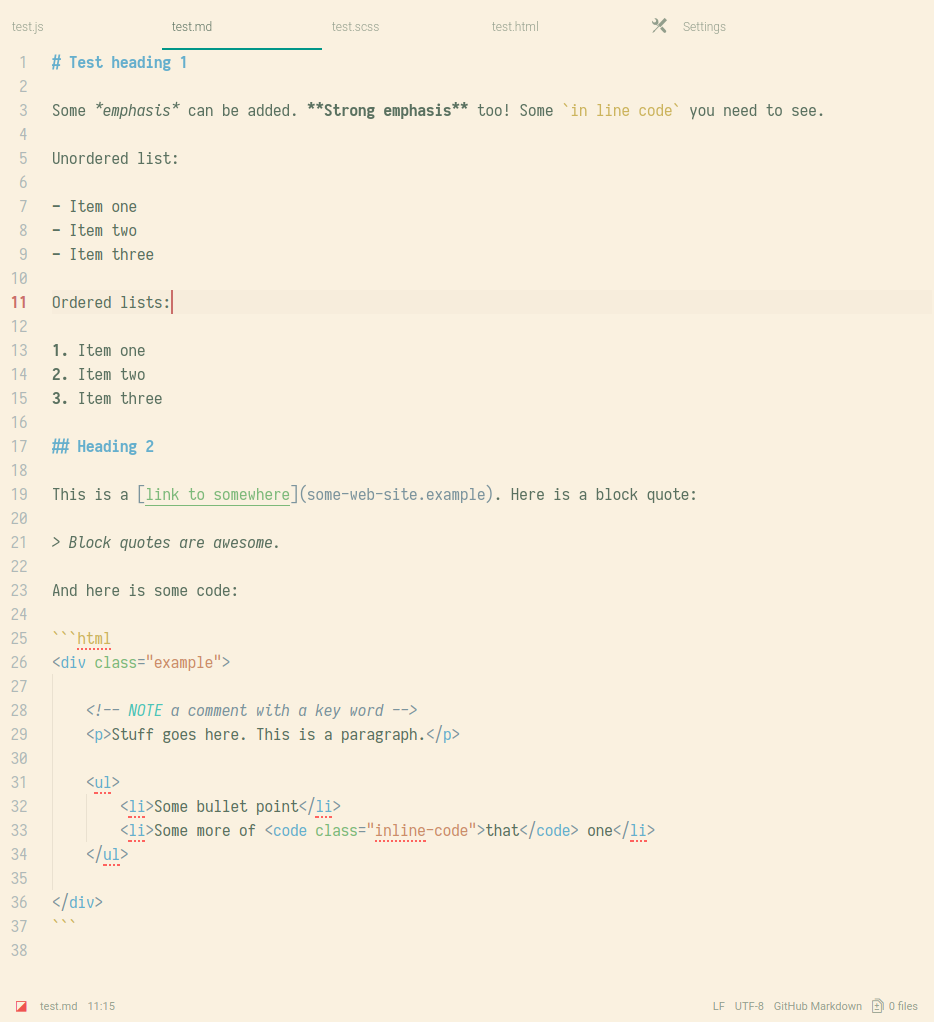 test.js test.md test.scss test.html Settings
1 # Test heading 1
2
3 Some *emphasis* can be added. **Strong emphasis** too! Some `in line code` you need to see.
4
5 Unordered list:
6
7 - Item one
8 - Item two
9 - Item three
10
11 Ordered lists:
12
13 1. Item one
14 2. Item two
15 3. Item three
16
17 ## Heading 2
18
19 This is a [link to somewhere](some-web-site.example). Here is a block quote:
20
21 > Block quotes are awesome.
22
23 And here is some code:
24
25 ```html
26 <div class="example">
27
28     <!-- NOTE a comment with a key word -->
29     <p>Stuff goes here. This is a paragraph.</p>
30
31     <ul>
32         <li>Some bullet point</li>
33         <li>Some more of <code class="inline-code">that</code> one</li>
34     </ul>
35
36 </div>
37 ```
38
test.md 11:15 LF UTF-8 GitHub Markdown 0 files